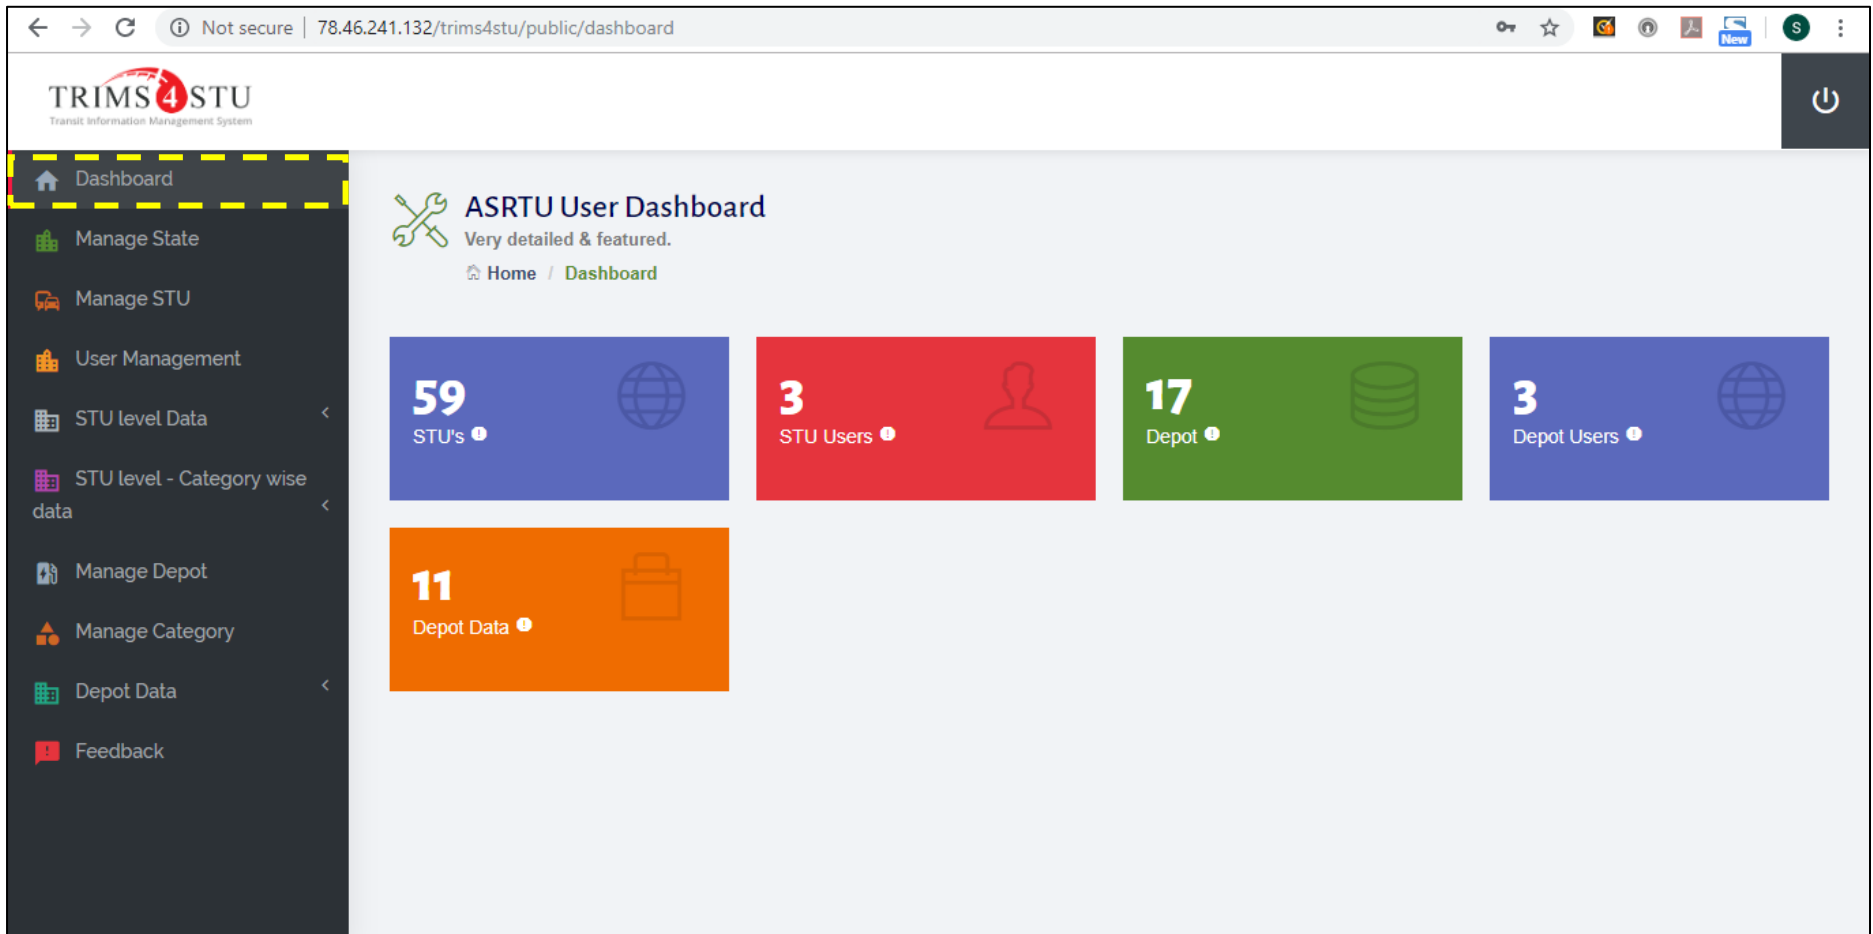 Not secure | 78.46.241.132/trims4stu/public/dashboard
New
S
TRIMS4STU
Transit Information Management System
Dashboard
Manage State
Manage STU
User Management
STU level Data
STU level - Category wise
data
Manage Depot
Manage Category
Depot Data
Feedback
ASRTU User Dashboard
Very detailed & featured.
Home / Dashboard
59
STU's
3
STU Users
17
Depot
3
Depot Users
11
Depot Data